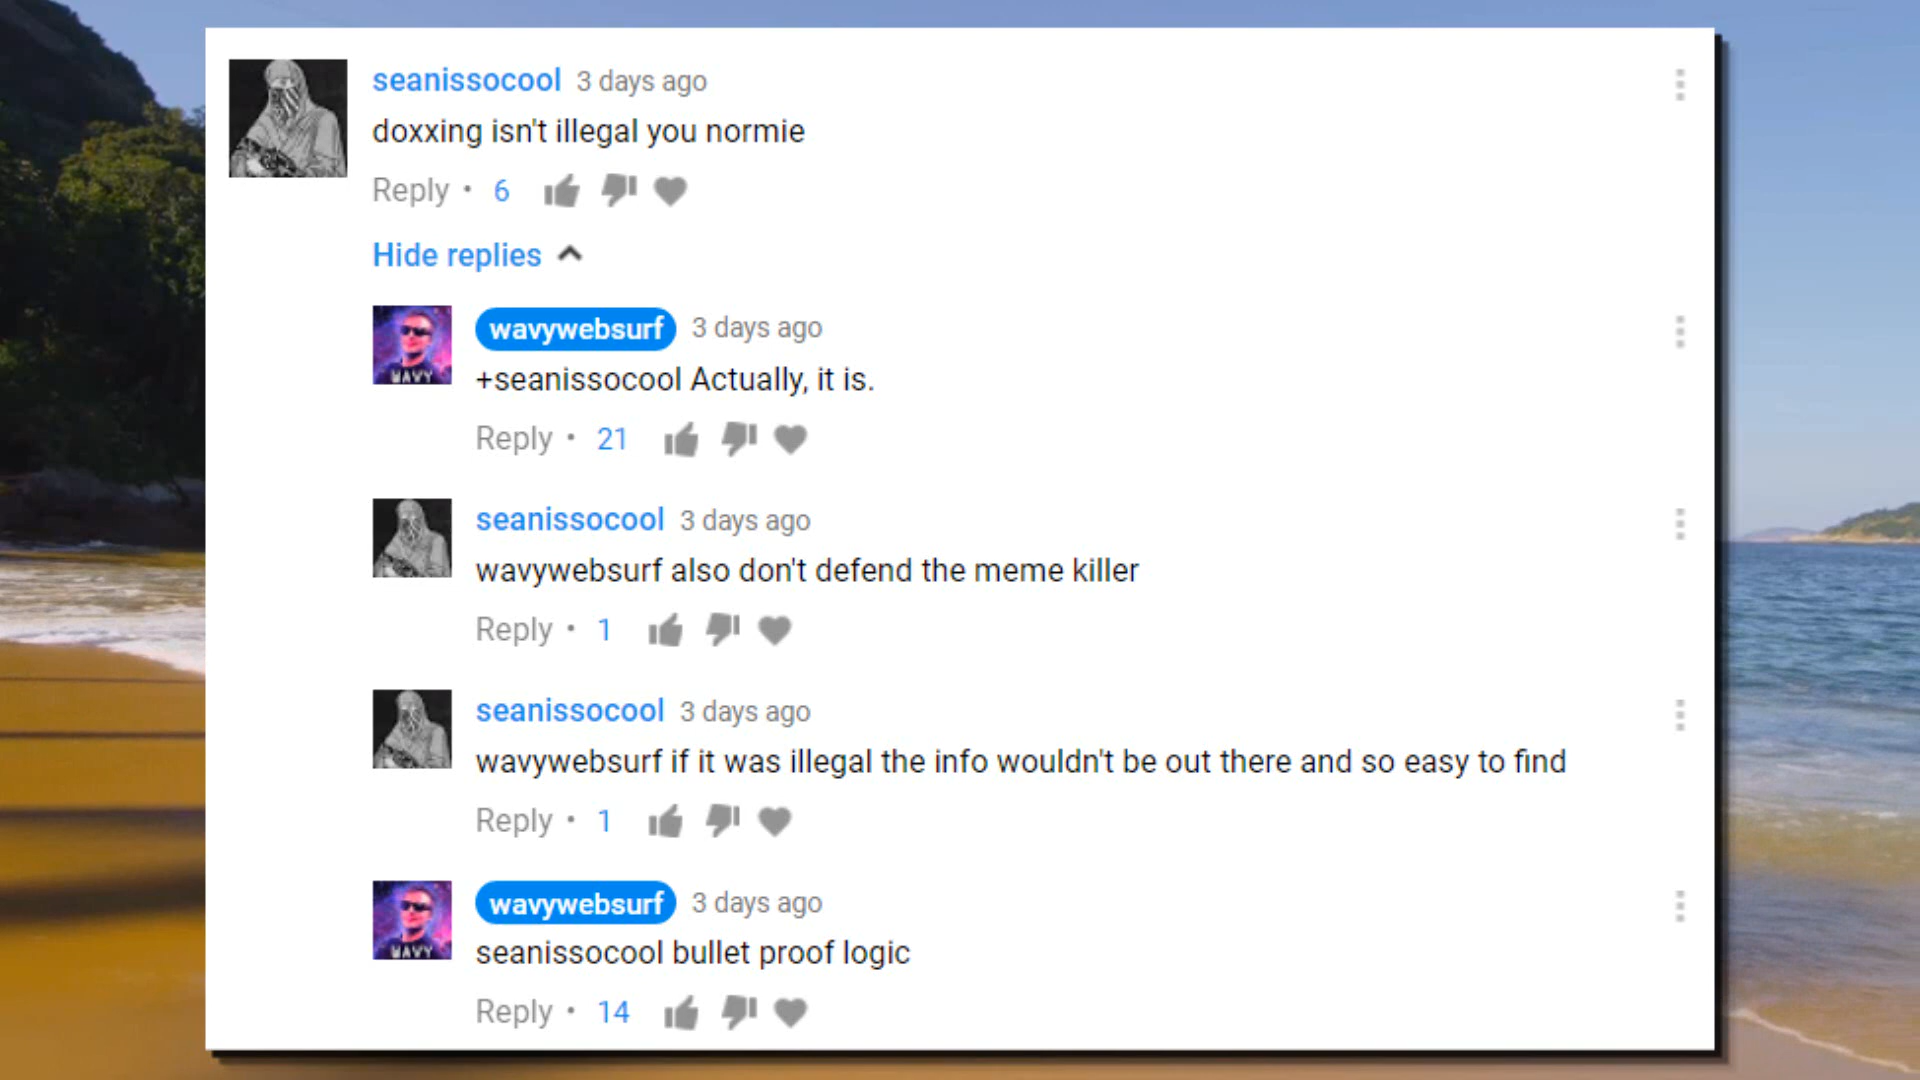 seanissocool 3 days ago
doxxing isn't illegal you normie
Reply • 6
Hide replies
wavywebsurf 3 days ago
+seanissocool Actually, it is.
Reply • 21
seanissocool 3 days ago
wavywebsurf also don't defend the meme killer
Reply • 1
seanissocool 3 days ago
wavywebsurf if it was illegal the info wouldn't be out there and so easy to find
Reply • 1
wavywebsurf 3 days ago
seanissocool bullet proof logic
Reply • 14
WAVY
WAVY